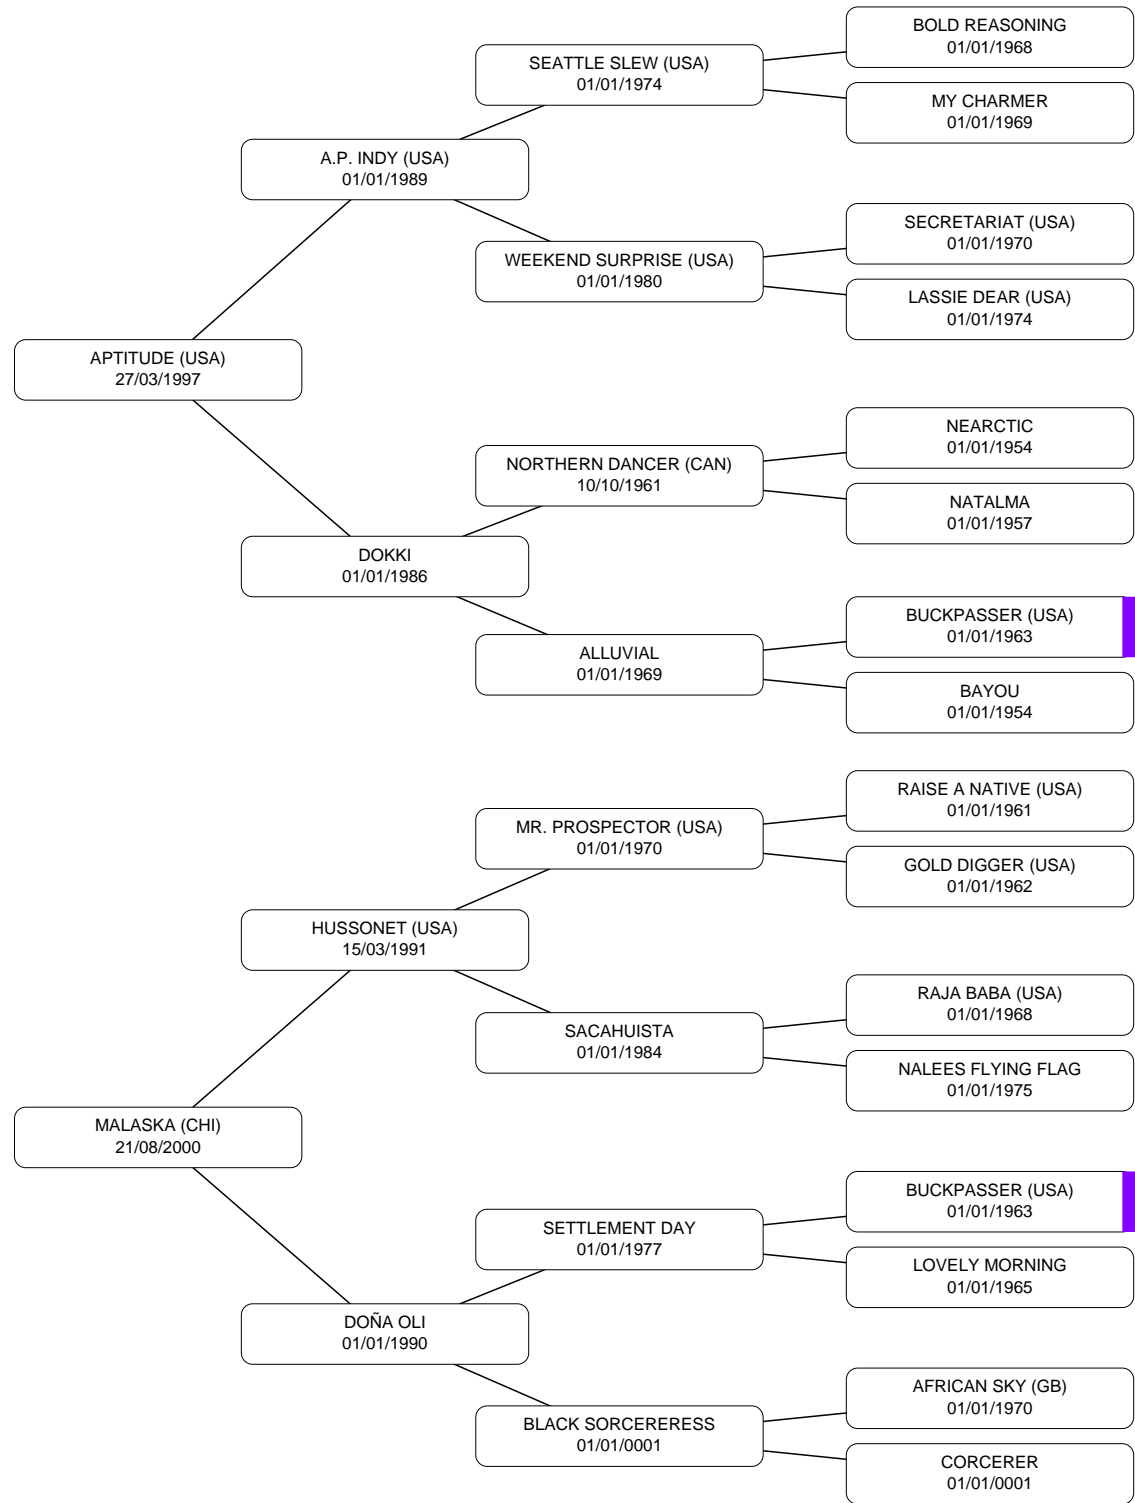 BOLD REASONING
01/01/1968
SEATTLE SLEW (USA)
01/01/1974
MY CHARMER
01/01/1969
A.P. INDY (USA)
01/01/1989
SECRETARIAT (USA)
01/01/1970
WEEKEND SURPRISE (USA)
01/01/1980
LASSIE DEAR (USA)
01/01/1974
APTITUDE (USA)
27/03/1997
NEARCTIC
01/01/1954
NORTHERN DANCER (CAN)
10/10/1961
NATALMA
01/01/1957
DOKKI
01/01/1986
BUCKPASSER (USA)
01/01/1963
ALLUVIAL
01/01/1969
BAYOU
01/01/1954
RAISE A NATIVE (USA)
01/01/1961
MR. PROSPECTOR (USA)
01/01/1970
GOLD DIGGER (USA)
01/01/1962
HUSSONET (USA)
15/03/1991
RAJA BABA (USA)
01/01/1968
SACAHUISTA
01/01/1984
NALEES FLYING FLAG
01/01/1975
MALASKA (CHI)
21/08/2000
BUCKPASSER (USA)
01/01/1963
SETTLEMENT DAY
01/01/1977
LOVELY MORNING
01/01/1965
DOÑA OLI
01/01/1990
AFRICAN SKY (GB)
01/01/1970
BLACK SORCERERESS
01/01/0001
CORCERER
01/01/0001